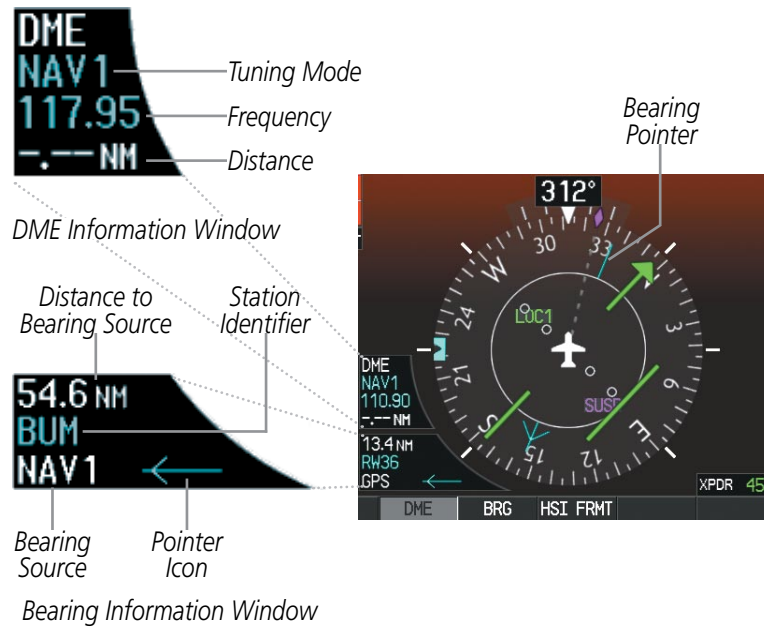 DME
NAV1
117.95
-.-- NM
Tuning Mode
Frequency
Distance
DME Information Window
Distance to
Bearing Source
Station
Identifier
54.6 NM
BUM
NAV1
Bearing
Source
Pointer
Icon
Bearing Information Window
Bearing
Pointer
312°
30
33
W
24
21
S
15
12
E
6
3
LOC1
SUSP
DME
NAV1
110.90
-.-- NM
13.4 NM
RW36
GPS
XPDR 45
DME
BRG
HSI FRMT